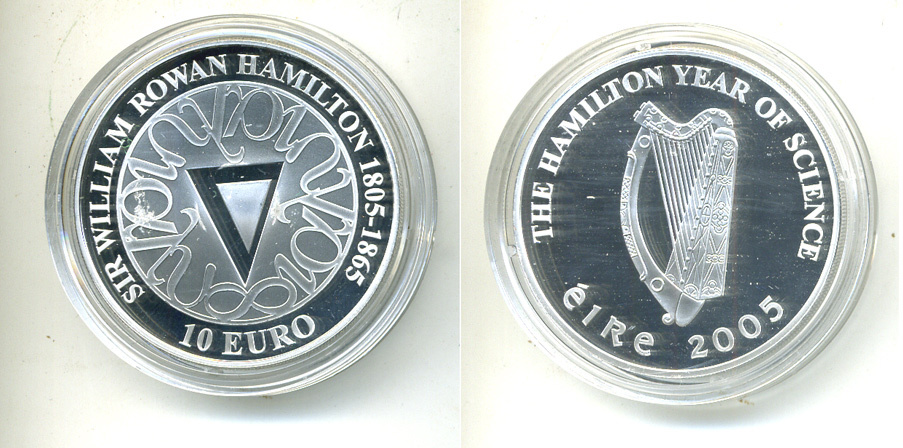 SIR WILLIAM ROWAN HAMILTON 1805-1865
10 EURO
THE HAMILTON YEAR OF SCIENCE
éiRe 2005